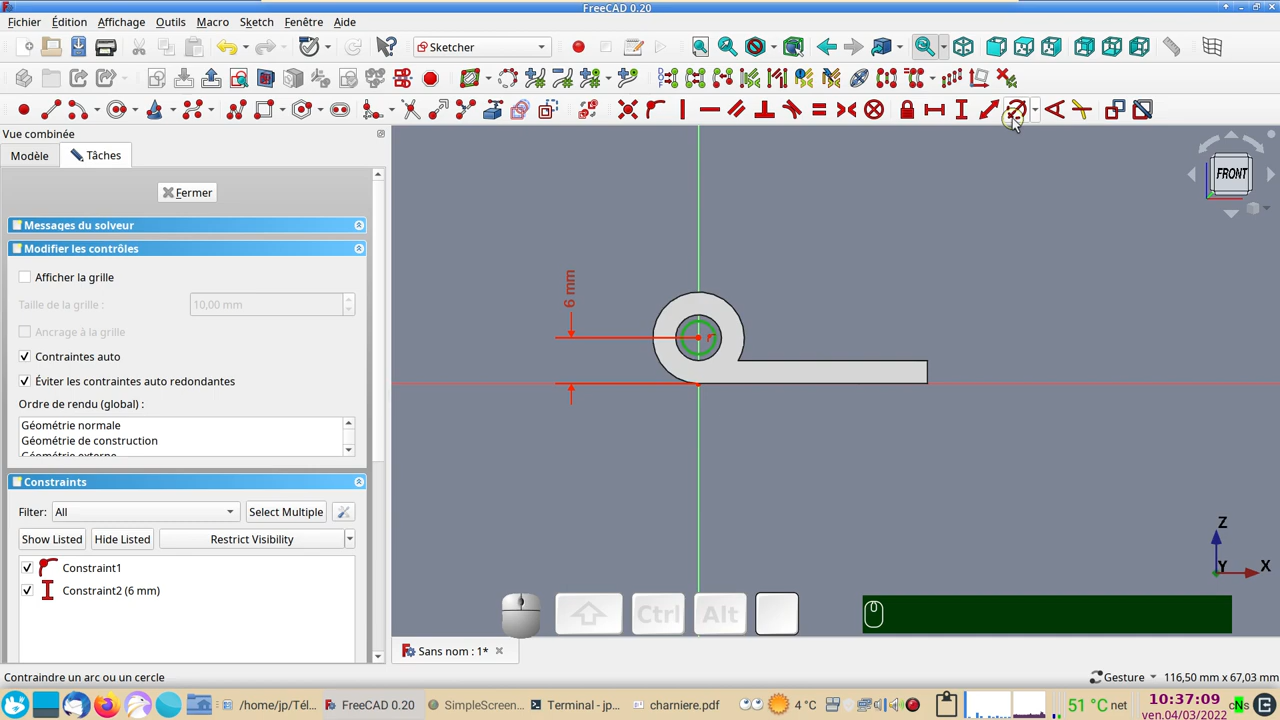 FreeCAD 0.20
Fichier Édition Affichage Outils Macro Sketch Fenêtre Aide
Sketcher
Vue combinée
Modèle Tâches
Fermer
Messages du solveur
Modifier les contrôles
Afficher la grille
Taille de la grille : 10,00 mm
Ancrage à la grille
Contraintes auto
Éviter les contraintes auto redondantes
Ordre de rendu (global) :
Géométrie normale
Géométrie de construction
Géométrie externe
Constraints
Filter: All Select Multiple
Show Listed Hide Listed Restrict Visibility
Constraint1
Constraint2 (6 mm)
6 mm
FRONT
Z
Y X
Ctrl Alt
Sans nom : 1*
Contraindre un arc ou un cercle
Gesture 116,50 mm x 67,03 mm
/home/jp/Tél... FreeCAD 0.20 SimpleScreen... Terminal - jp... charniere.pdf 4 °C 51 °C net 10:37:09
ven.04/03/2022